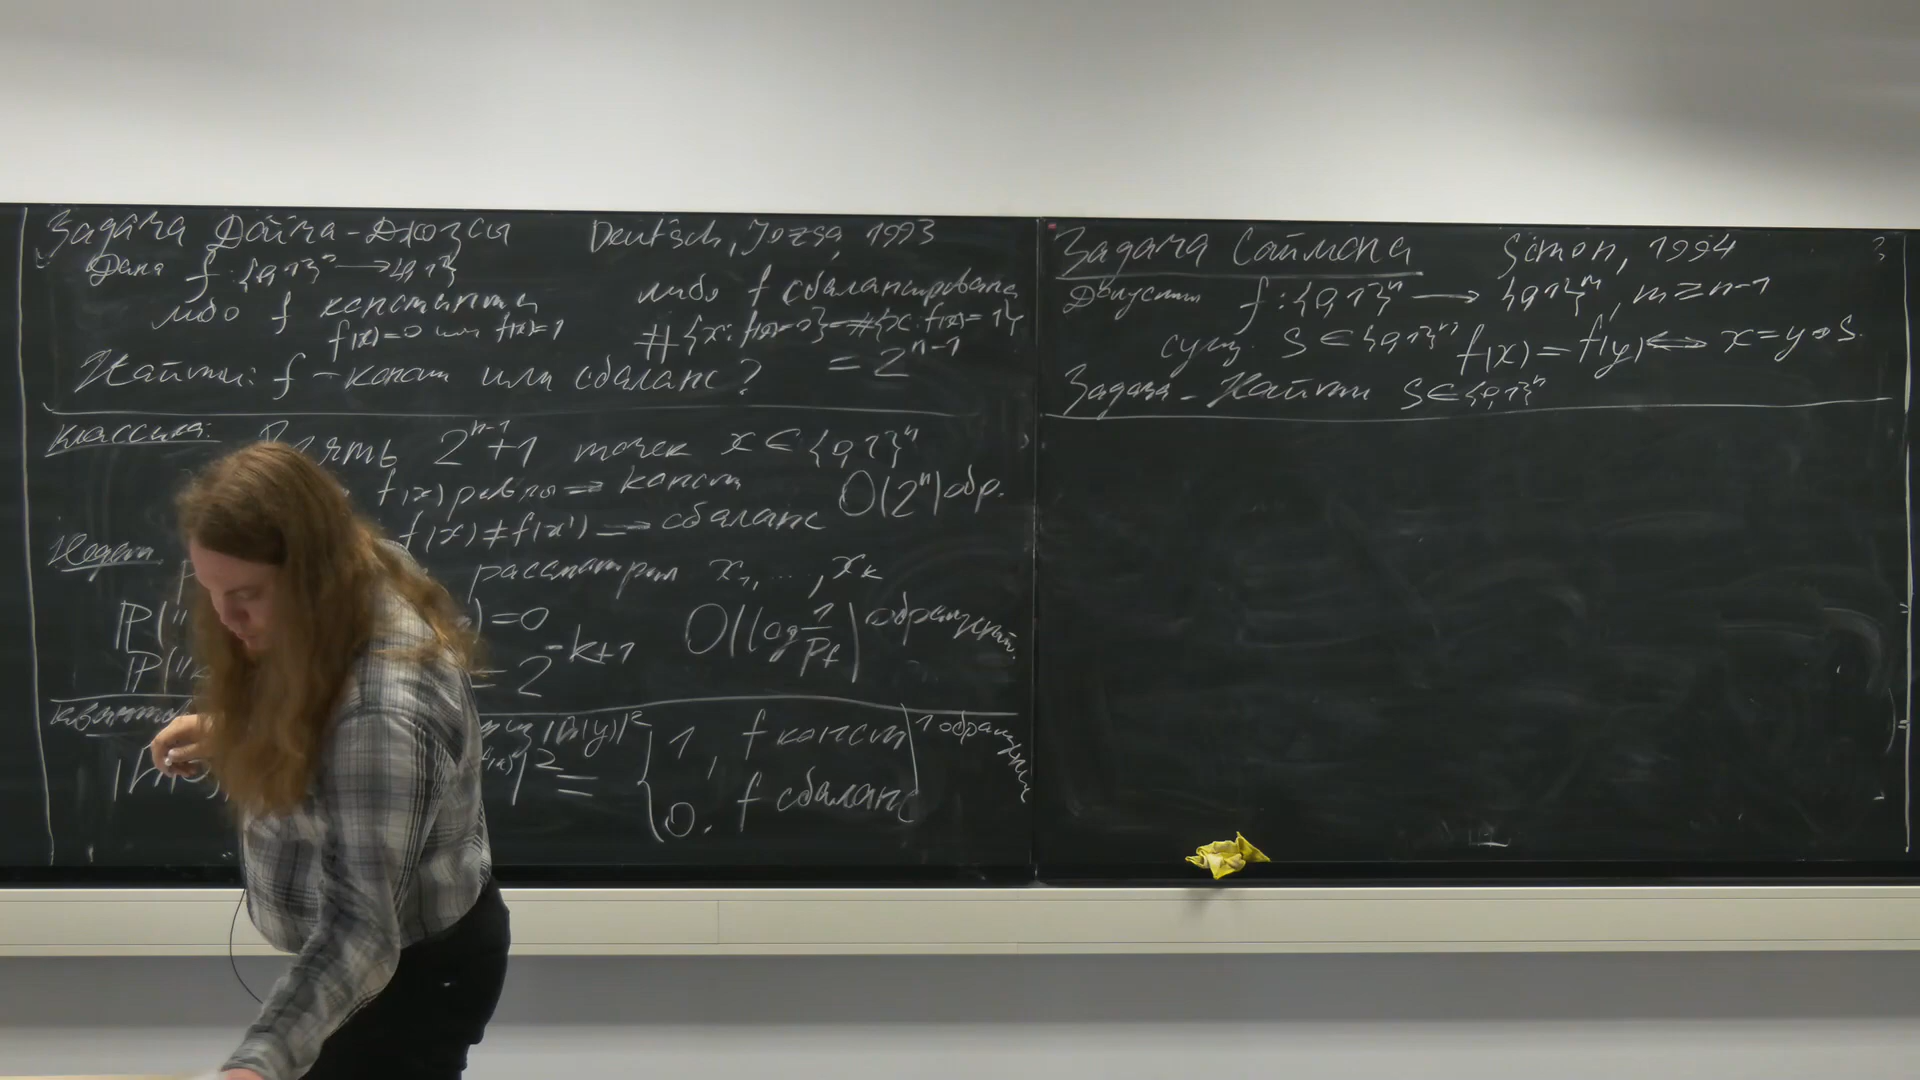 Задача Дойча-Джозсы Deutsch, Jozsa, 1993
Дана f: {0,1}ⁿ → {0,1}
либо f константа
f(x)=0 или f(x)=1
либо f сбалансирована
#{x: f(x)=0}=#{x: f(x)=1}
= 2ⁿ⁻¹
Найти: f - конст или сбаланс?
Классика: 2ⁿ⁻¹+1 точек x ∈ {0,1}ⁿ
f(x) равны ⇒ конст
O(2ⁿ) обр.
f(x) ≠ f(x') ⇒ сбаланс
рассмотрим x₁, ..., xₖ
)=0
= 2⁻ᵏ⁺¹
O(log 1/Pf) обращений.
|²= { 1, f конст
0, f сбаланс
1 обращение
Задача Саймона Simon, 1994
Допустим f: {0,1}ⁿ → {0,1}ᵐ, m ≥ n-1
сущ. s ∈ {0,1}ⁿ f(x) = f(y) ⇔ x = y ⊕ s.
Задача - Найти s ∈ {0,1}ⁿ